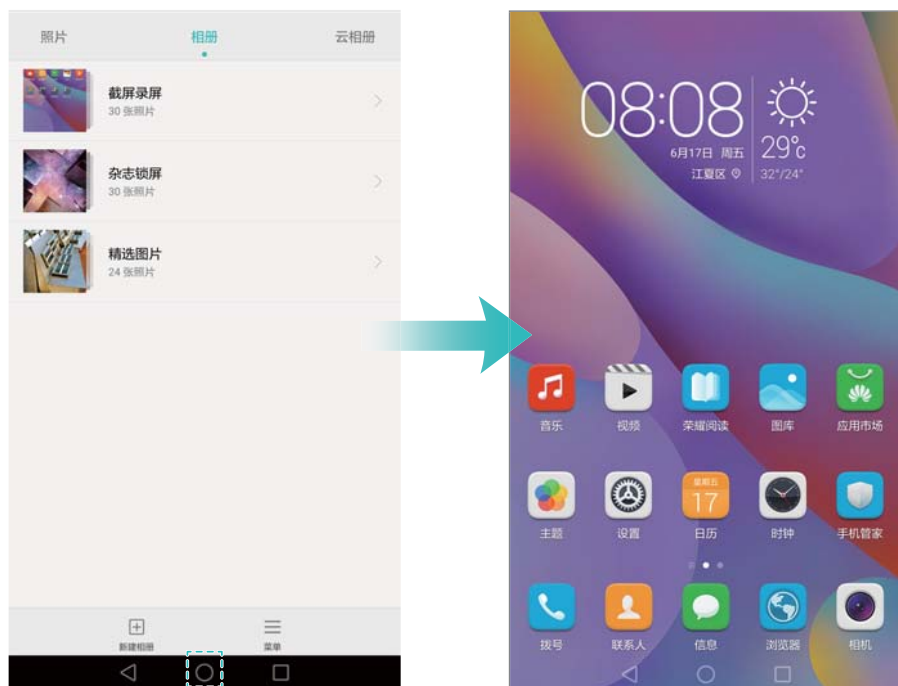 照片 相册 云相册
截屏录屏
30 张照片
杂志锁屏
30 张照片
精选图片
24 张照片
新建相册 菜单
08:08
6月17日 周五
江夏区
29°c
32°/24°
音乐 视频 荣耀阅读 图库 应用市场
星期五
17
主题 设置 日历 时钟 手机管家
拨号 联系人 信息 浏览器 相机